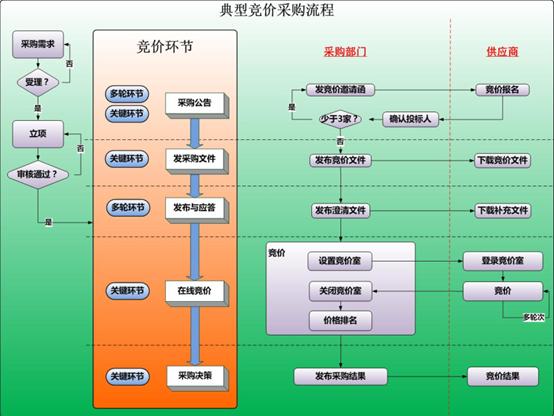 典型竞价采购流程
采购需求
否
受理？
是
立项
否
审核通过？
是
竞价环节
多轮环节
关键环节
采购公告
关键环节
发采购文件
多轮环节
发布与应答
关键环节
在线竞价
关键环节
采购决策
采购部门
供应商
发竞价邀请函
竞价报名
是
少于3家？
确认投标人
否
发布竞价文件
下载竞价文件
发布澄清文件
下载补充文件
竞价
设置竞价室
登录竞价室
关闭竞价室
竞价
价格排名
多轮次
发布采购结果
竞价结果